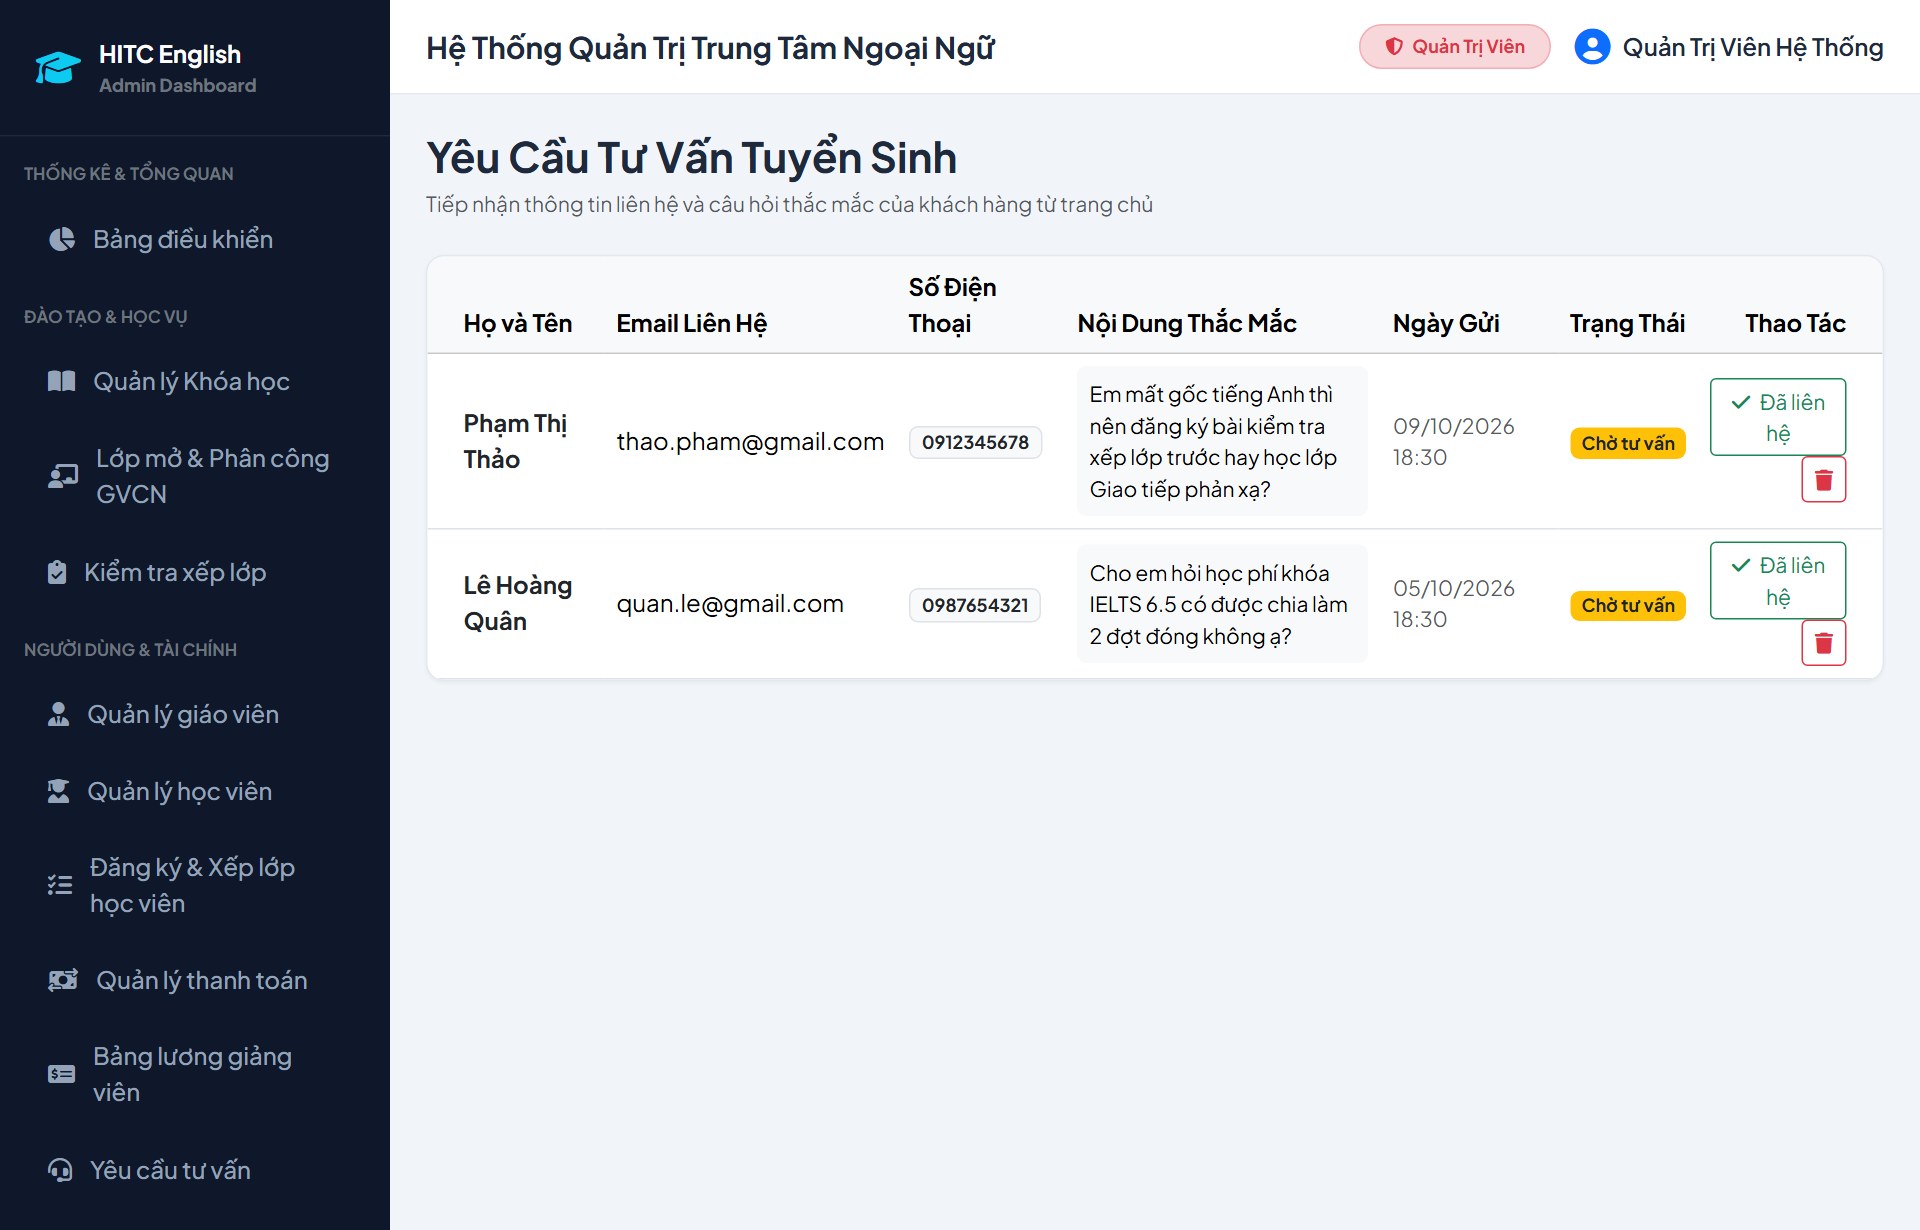 HITC English
Admin Dashboard
THỐNG KÊ & TỔNG QUAN
Bảng điều khiển
ĐÀO TẠO & HỌC VỤ
Quản lý Khóa học
Lớp mở & Phân công
GVCN
Kiểm tra xếp lớp
NGƯỜI DÙNG & TÀI CHÍNH
Quản lý giáo viên
Quản lý học viên
Đăng ký & Xếp lớp
học viên
Quản lý thanh toán
Bảng lương giảng
viên
Yêu cầu tư vấn
Hệ Thống Quản Trị Trung Tâm Ngoại Ngữ
Quản Trị Viên
Quản Trị Viên Hệ Thống
Yêu Cầu Tư Vấn Tuyển Sinh
Tiếp nhận thông tin liên hệ và câu hỏi thắc mắc của khách hàng từ trang chủ
Họ và Tên
Email Liên Hệ
Số Điện
Thoại
Nội Dung Thắc Mắc
Ngày Gửi
Trạng Thái
Thao Tác
Phạm Thị
Thảo
thao.pham@gmail.com
0912345678
Em mất gốc tiếng Anh thì
nên đăng ký bài kiểm tra
xếp lớp trước hay học lớp
Giao tiếp phản xạ?
09/10/2026
18:30
Chờ tư vấn
Đã liên
hệ
Lê Hoàng
Quân
quan.le@gmail.com
0987654321
Cho em hỏi học phí khóa
IELTS 6.5 có được chia làm
2 đợt đóng không ạ?
05/10/2026
18:30
Chờ tư vấn
Đã liên
hệ